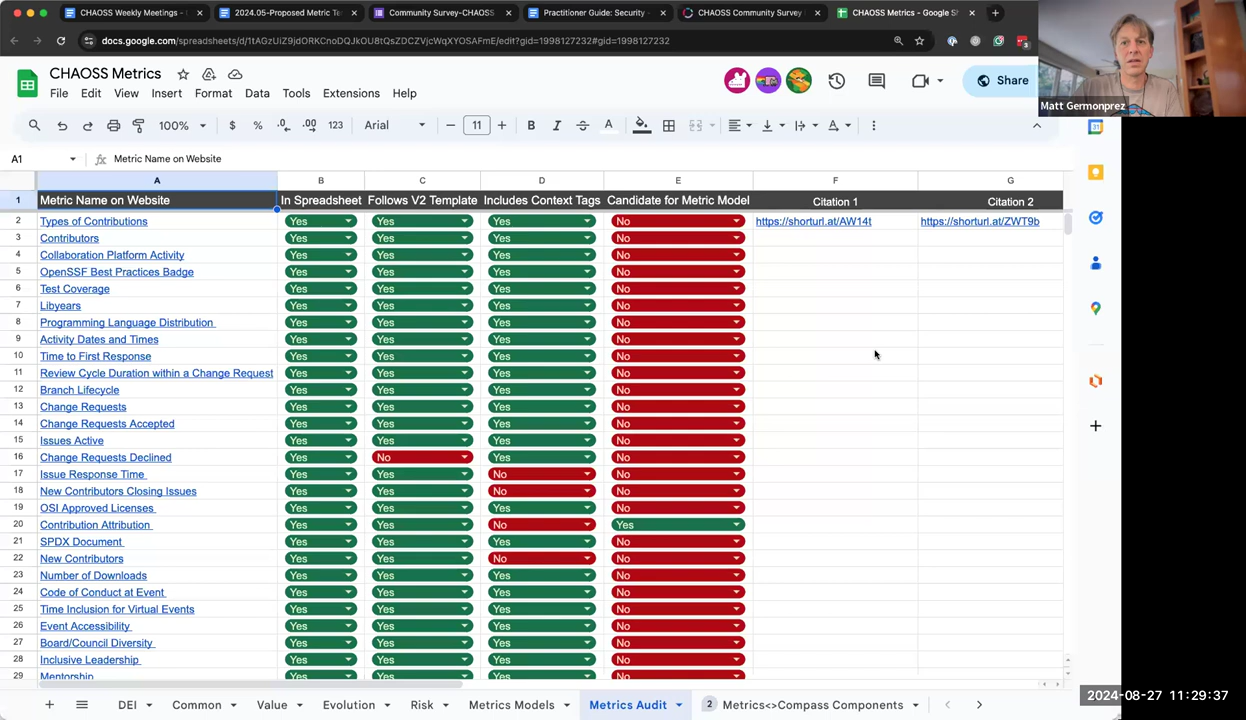 CHAOSS Weekly Meetings -
2024.05-Proposed Metric Te
Community Survey-CHAOSS
Practitioner Guide: Security -
CHAOSS Community Survey
CHAOSS Metrics - Google S
docs.google.com/spreadsheets/d/1tAGzUiZ9jdORKCnoDQJkOU8tQsZDCZVjcWqXYOSAFmE/edit?gid=1998127232#gid=1998127232
CHAOSS Metrics
Share
File Edit View Insert Format Data Tools Extensions Help
Matt Germonprez
100% $ % .0 .00 123 Arial 11 B I S A
A1 fx Metric Name on Website
A B C D E F G
1 Metric Name on Website In Spreadsheet Follows V2 Template Includes Context Tags Candidate for Metric Model Citation 1 Citation 2
2 Types of Contributions Yes Yes Yes No https://shorturl.at/AW14t https://shorturl.at/ZWT9b
3 Contributors Yes Yes Yes No
4 Collaboration Platform Activity Yes Yes Yes No
5 OpenSSF Best Practices Badge Yes Yes Yes No
6 Test Coverage Yes Yes Yes No
7 Libyears Yes Yes Yes No
8 Programming Language Distribution Yes Yes Yes No
9 Activity Dates and Times Yes Yes Yes No
10 Time to First Response Yes Yes Yes No
11 Review Cycle Duration within a Change Request Yes Yes Yes No
12 Branch Lifecycle Yes Yes Yes No
13 Change Requests Yes Yes Yes No
14 Change Requests Accepted Yes Yes Yes No
15 Issues Active Yes Yes Yes No
16 Change Requests Declined Yes No Yes No
17 Issue Response Time Yes Yes No No
18 New Contributors Closing Issues Yes Yes No No
19 OSI Approved Licenses Yes Yes Yes No
20 Contribution Attribution Yes Yes No Yes
21 SPDX Document Yes Yes Yes No
22 New Contributors Yes Yes No No
23 Number of Downloads Yes Yes Yes No
24 Code of Conduct at Event Yes Yes Yes No
25 Time Inclusion for Virtual Events Yes Yes Yes No
26 Event Accessibility Yes Yes Yes No
27 Board/Council Diversity Yes Yes Yes No
28 Inclusive Leadership Yes Yes Yes No
29 Mentorship Yes Yes Yes No
DEI Common Value Evolution Risk Metrics Models Metrics Audit 2 Metrics<>Compass Components
2024-08-27 11:29:37